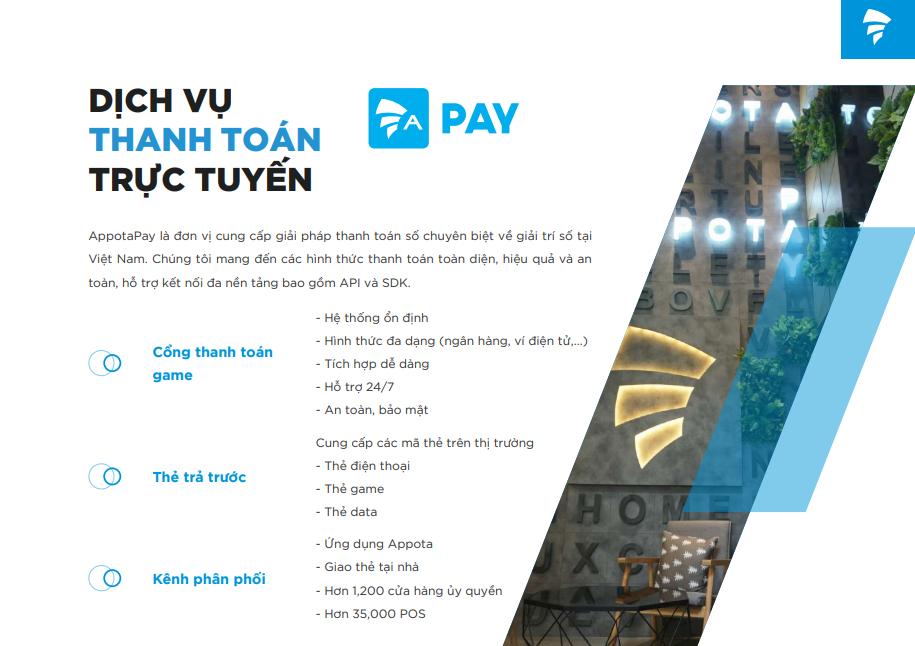 DỊCH VỤ
THANH TOÁN
TRỰC TUYẾN
A PAY
AppotaPay là đơn vị cung cấp giải pháp thanh toán số chuyên biệt về giải trí số tại
Việt Nam. Chúng tôi mang đến các hình thức thanh toán toàn diện, hiệu quả và an
toàn, hỗ trợ kết nối đa nền tảng bao gồm API và SDK.
Cổng thanh toán
game
- Hệ thống ổn định
- Hình thức đa dạng (ngân hàng, ví điện tử,...)
- Tích hợp dễ dàng
- Hỗ trợ 24/7
- An toàn, bảo mật
Thẻ trả trước
Cung cấp các mã thẻ trên thị trường
- Thẻ điện thoại
- Thẻ game
- Thẻ data
Kênh phân phối
- Ứng dụng Appota
- Giao thẻ tại nhà
- Hơn 1,200 cửa hàng ủy quyền
- Hơn 35,000 POS
HOME